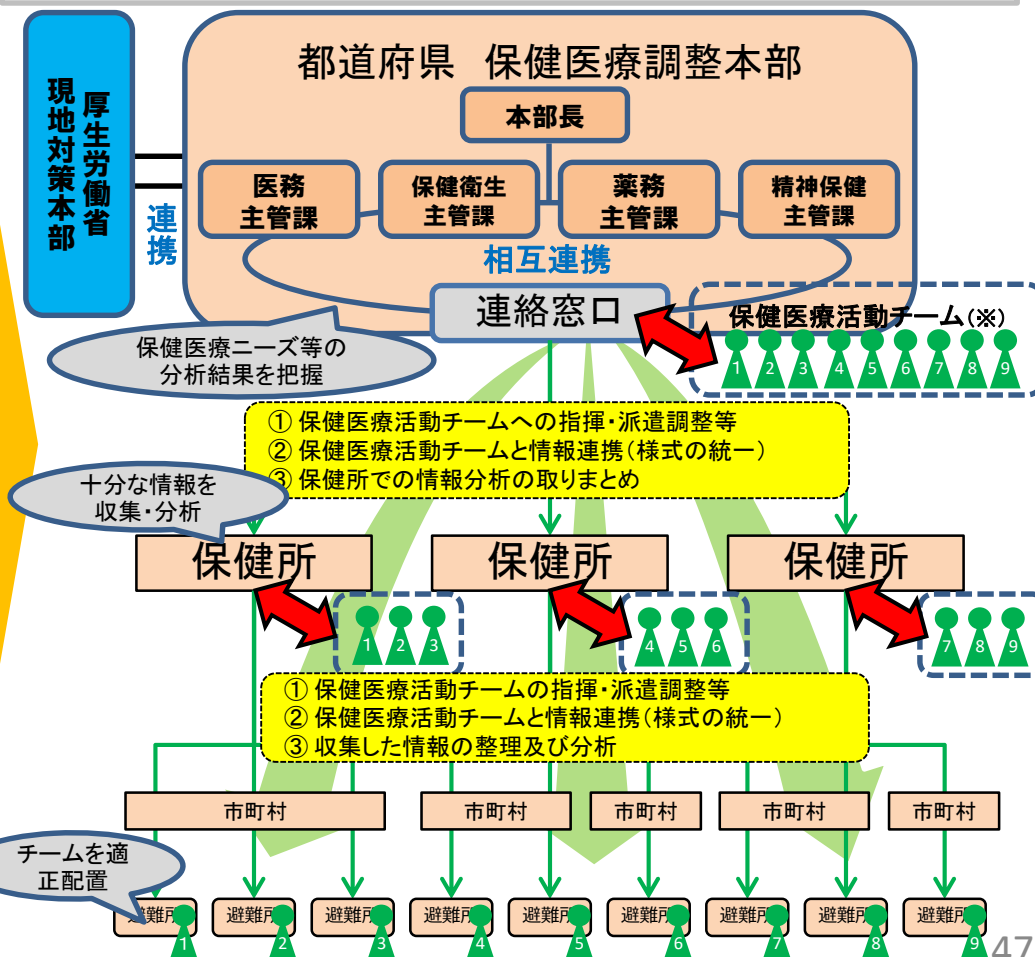 厚生労働省
現地対策本部
連携
都道府県 保健医療調整本部
本部長
医務
主管課
保健衛生
主管課
薬務
主管課
精神保健
主管課
相互連携
連絡窓口
保健医療活動チーム(※)
1 2 3 4 5 6 7 8 9
保健医療ニーズ等の
分析結果を把握
① 保健医療活動チームへの指揮・派遣調整等
② 保健医療活動チームと情報連携(様式の統一)
③ 保健所での情報分析の取りまとめ
十分な情報を
収集・分析
保健所 保健所 保健所
1 2 3 4 5 6 7 8 9
① 保健医療活動チームの指揮・派遣調整等
② 保健医療活動チームと情報連携(様式の統一)
③ 収集した情報の整理及び分析
市町村 市町村 市町村 市町村 市町村
チームを適
正配置
避難所 避難所 避難所 避難所 避難所 避難所 避難所 避難所 避難所
1 2 3 4 5 6 7 8 9
47